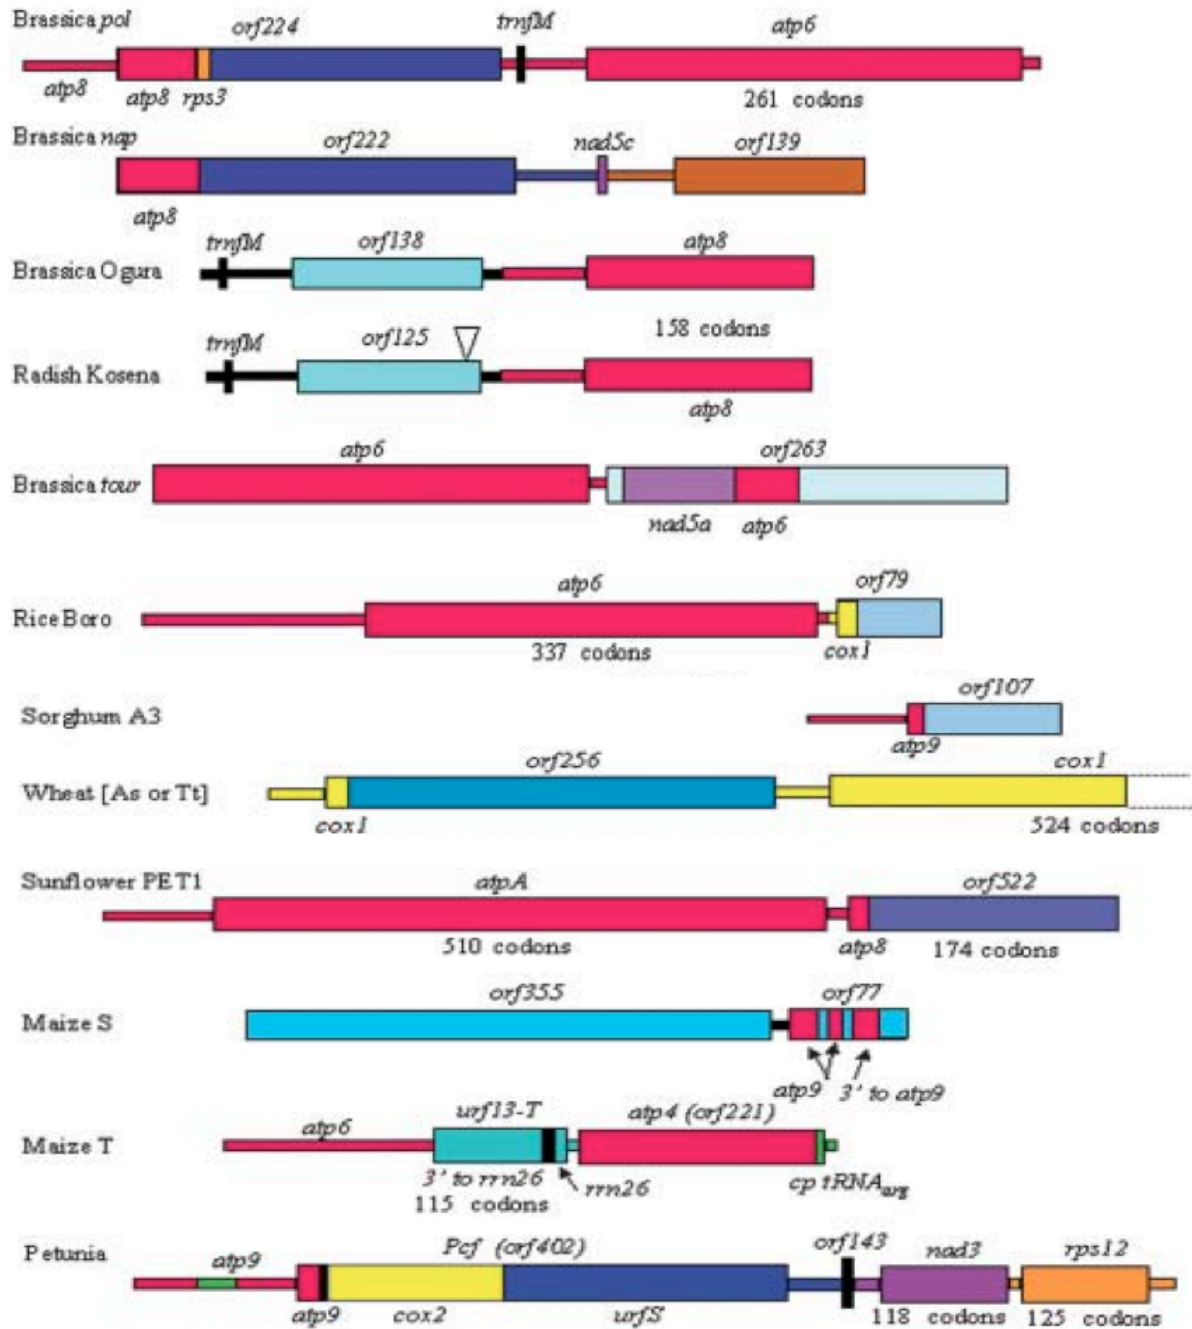 Brassica pol orf224 trnfM atp6
atp8 atp8 rps3 261 codons
Brassica nap orf222 nad5c orf139
atp8
trnfM orf138 atp8
Brassica Ogura
158 codons
trnfM orf125
Radish Kosena
atp8
atp6 orf263
Brassica tour
nad5a atp6
atp6 orf79
Rice Boro
337 codons cox1
orf107
Sorghum A3
atp9
orf256 cox1
Wheat [As or Tt]
cox1 524 codons
Sunflower PET1 atpA orf522
510 codons atp8 174 codons
orf355 orf77
Maize S
atp9 3' to atp9
urf13-T atp4 (orf221)
atp6
Maize T
3' to rrn26 rrn26 cp tRNAarg
115 codons
Petunia atp9 Pcf (orf402) orf143 nad3 rps12
atp9 cox2 urfS 118 codons 125 codons